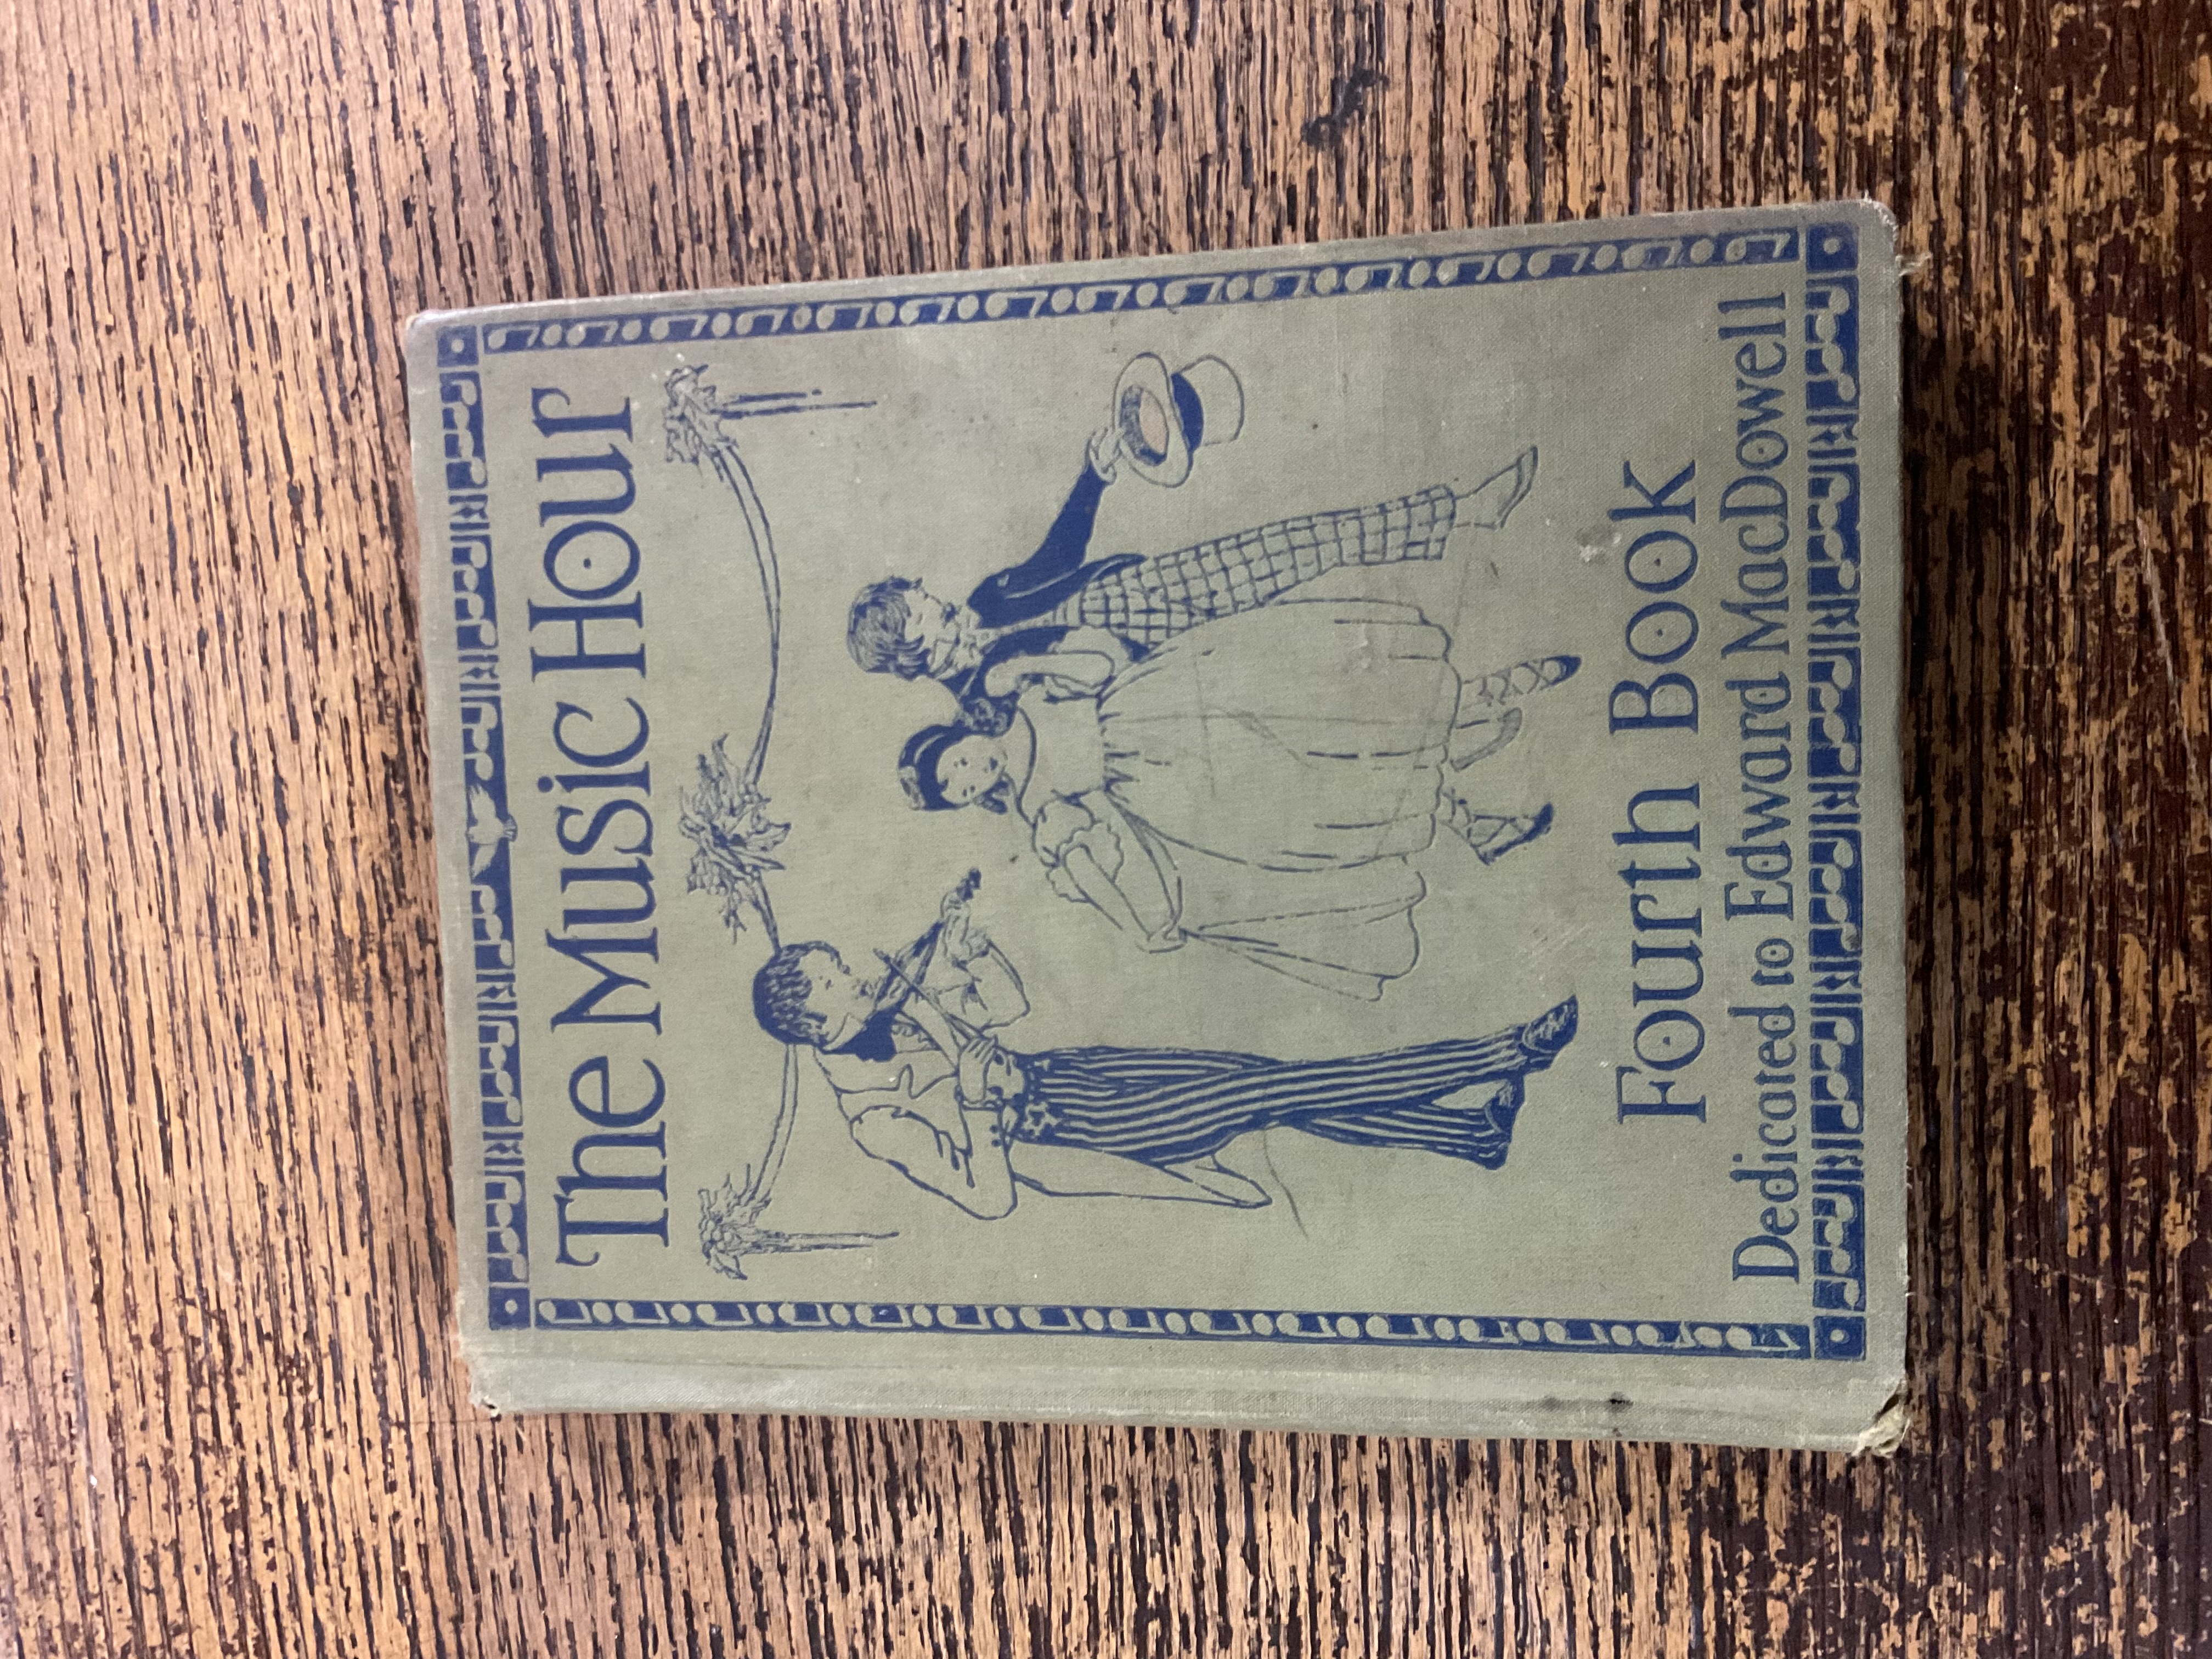 The Music Hour
Fourth Book
Dedicated to Edward MacDowell